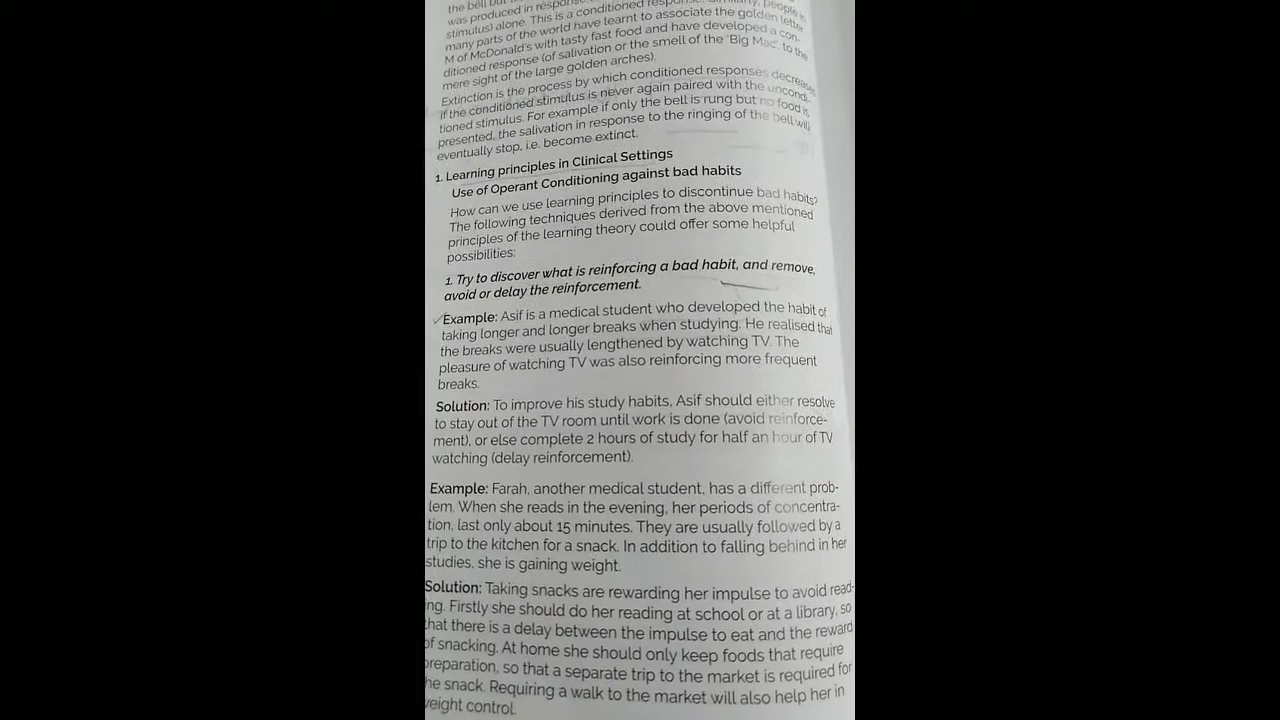 the bell but
was produced in response
stimulus) alone. This is a conditioned response. Similarly, people in
many parts of the world have learnt to associate the golden letter
M of McDonald's with tasty fast food and have developed a con-
ditioned response (of salivation or the smell of the 'Big Mac', to the
mere sight of the large golden arches).
Extinction is the process by which conditioned responses decreases
if the conditioned stimulus is never again paired with the uncondi-
tioned stimulus. For example if only the bell is rung but no food is
presented, the salivation in response to the ringing of the bell will
eventually stop, i.e. become extinct.
1. Learning principles in Clinical Settings
Use of Operant Conditioning against bad habits
How can we use learning principles to discontinue bad habits?
The following techniques derived from the above mentioned
principles of the learning theory could offer some helpful
possibilities:
1. Try to discover what is reinforcing a bad habit, and remove,
avoid or delay the reinforcement.
Example: Asif is a medical student who developed the habit of
taking longer and longer breaks when studying. He realised that
the breaks were usually lengthened by watching TV. The
pleasure of watching TV was also reinforcing more frequent
breaks.
Solution: To improve his study habits, Asif should either resolve
to stay out of the TV room until work is done (avoid reinforce-
ment), or else complete 2 hours of study for half an hour of TV
watching (delay reinforcement).
Example: Farah, another medical student, has a different prob-
lem. When she reads in the evening, her periods of concentra-
tion, last only about 15 minutes. They are usually followed by a
trip to the kitchen for a snack. In addition to falling behind in her
studies, she is gaining weight.
Solution: Taking snacks are rewarding her impulse to avoid read-
ing. Firstly she should do her reading at school or at a library, so
that there is a delay between the impulse to eat and the reward
of snacking. At home she should only keep foods that require
preparation, so that a separate trip to the market is required for
he snack. Requiring a walk to the market will also help her in
weight control.